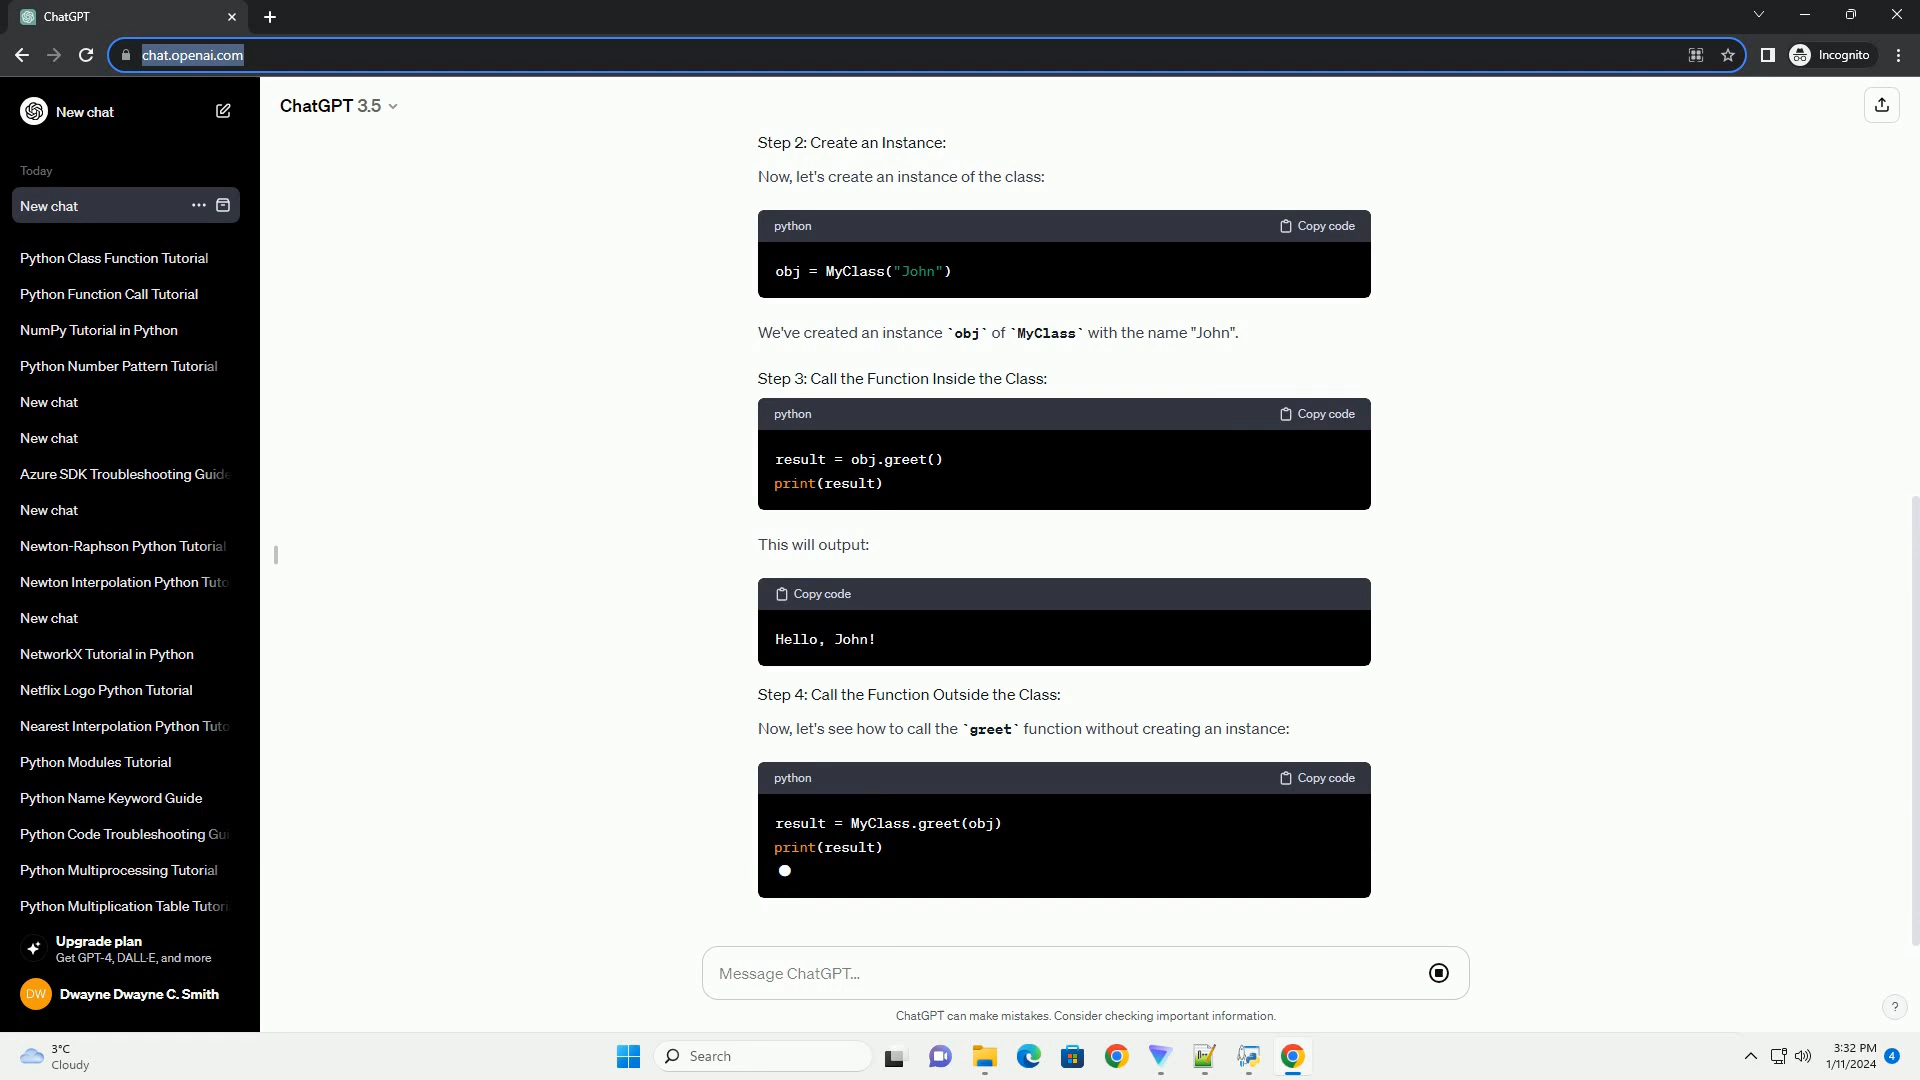 ChatGPT
chat.openai.com
Incognito
New chat
Today
New chat
Python Class Function Tutorial
Python Function Call Tutorial
NumPy Tutorial in Python
Python Number Pattern Tutorial
New chat
New chat
Azure SDK Troubleshooting Guide
New chat
Newton-Raphson Python Tutorial
Newton Interpolation Python Tuto
New chat
NetworkX Tutorial in Python
Netflix Logo Python Tutorial
Nearest Interpolation Python Tuto
Python Modules Tutorial
Python Name Keyword Guide
Python Code Troubleshooting Gui
Python Multiprocessing Tutorial
Python Multiplication Table Tutori
Upgrade plan
Get GPT-4, DALL·E, and more
DW
Dwayne Dwayne C. Smith
ChatGPT 3.5
Step 2: Create an Instance:
Now, let's create an instance of the class:
python
Copy code
obj = MyClass("John")
We've created an instance `obj` of `MyClass` with the name "John".
Step 3: Call the Function Inside the Class:
python
Copy code
result = obj.greet()
print(result)
This will output:
Copy code
Hello, John!
Step 4: Call the Function Outside the Class:
Now, let's see how to call the `greet` function without creating an instance:
python
Copy code
result = MyClass.greet(obj)
print(result)
Message ChatGPT...
ChatGPT can make mistakes. Consider checking important information.
?
3°C
Cloudy
Search
3:32 PM
1/11/2024
4